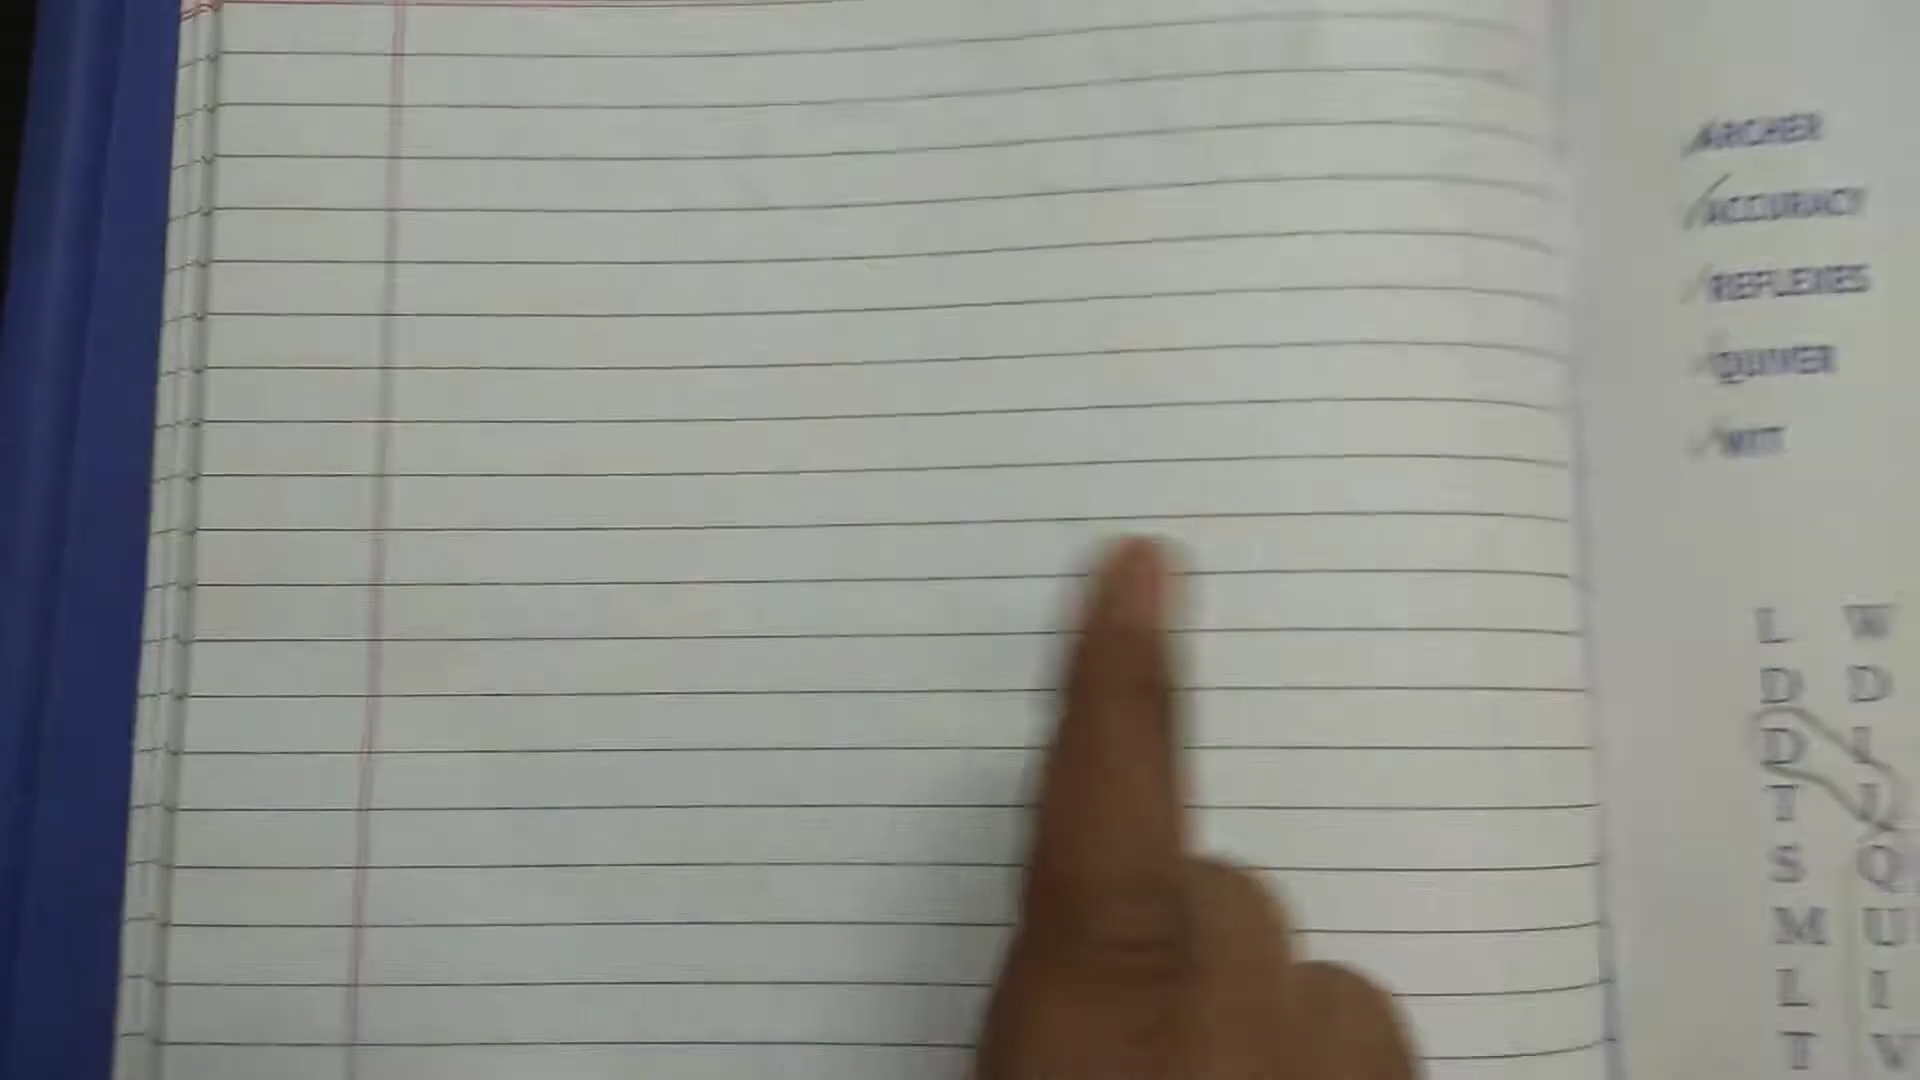 ARCHER
ACCURACY
REFLEXES
QUIVER
WIT
L W
D D
D I
T J
S Q
M U
L I
T V